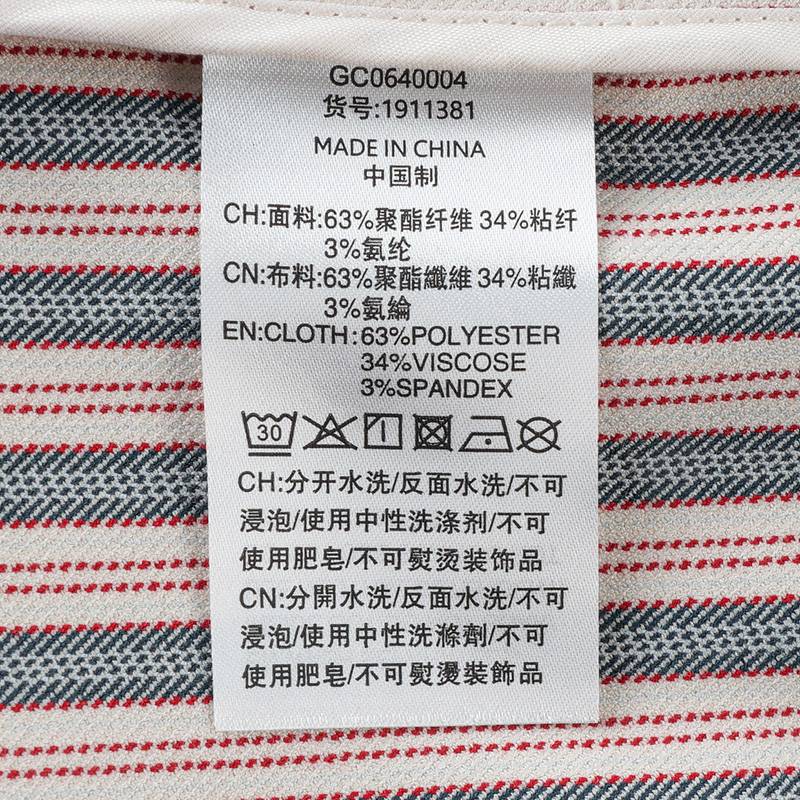 GC0640004
货号:1911381
MADE IN CHINA
中国制
CH:面料:63%聚酯纤维 34%粘纤
3%氨纶
CN:布料:63%聚酯纖維 34%粘纖
3%氨綸
EN:CLOTH:63%POLYESTER
34%VISCOSE
3%SPANDEX
30
CH:分开水洗/反面水洗/不可
浸泡/使用中性洗涤剂/不可
使用肥皂/不可熨烫装饰品
CN:分開水洗/反面水洗/不可
浸泡/使用中性洗滌劑/不可
使用肥皂/不可熨燙裝飾品